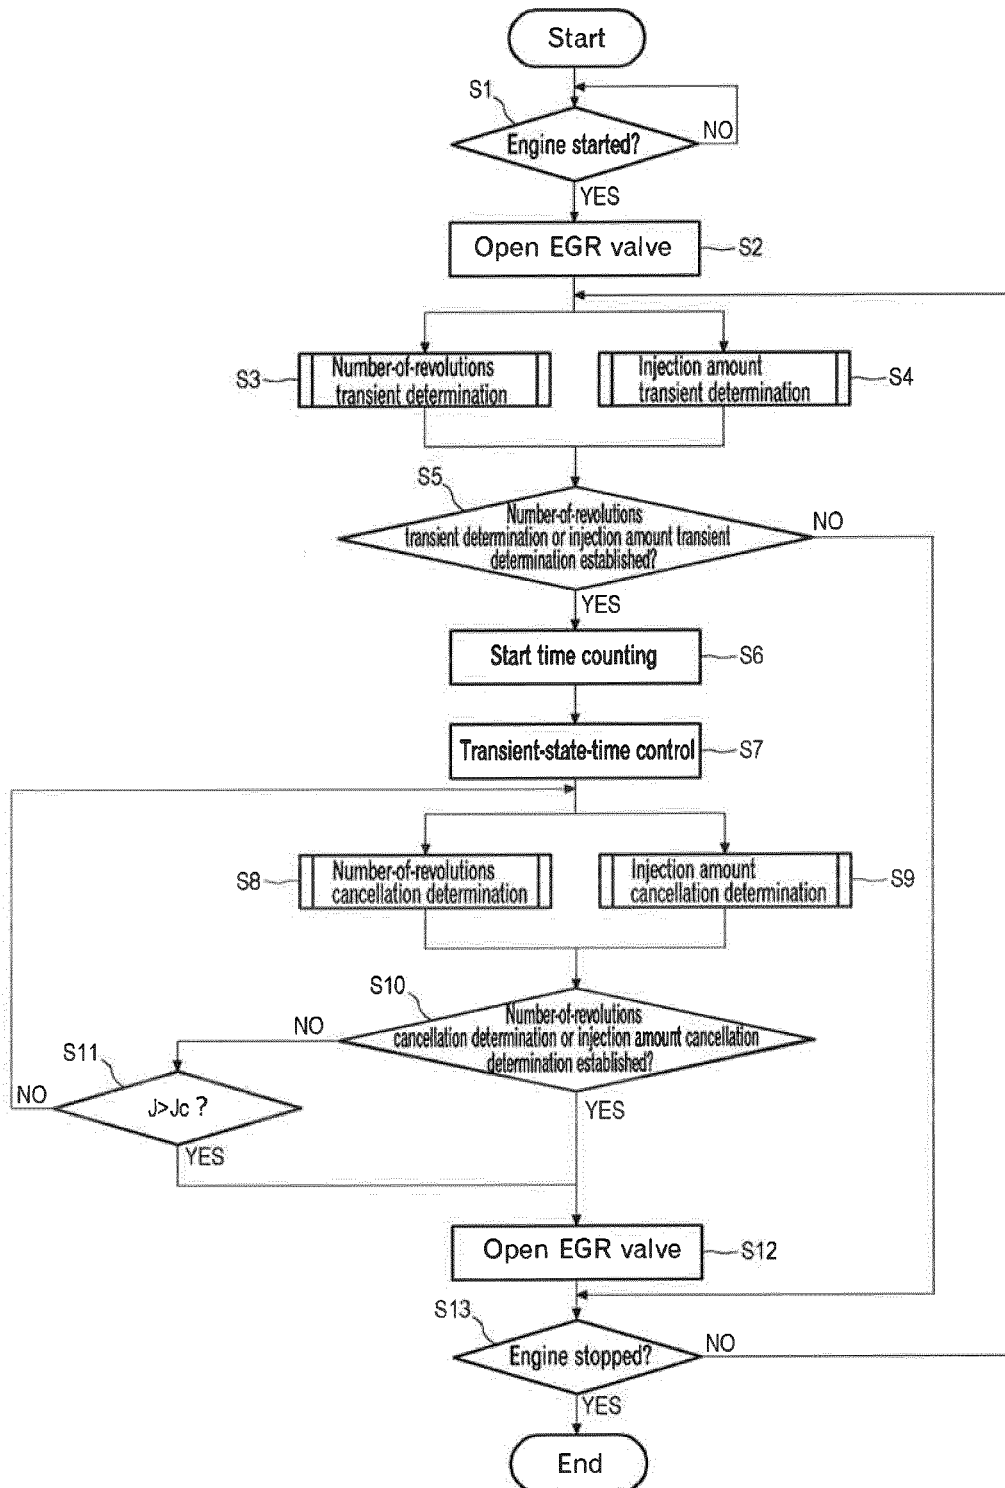 Start
S1
Engine started?
NO
YES
Open EGR valve
S2
S3
Number-of-revolutions
transient determination
Injection amount
transient determination
S4
S5
Number-of-revolutions
transient determination or injection amount transient
determination established?
NO
YES
Start time counting
S6
Transient-state-time control
S7
S8
Number-of-revolutions
cancellation determination
Injection amount
cancellation determination
S9
S10
Number-of-revolutions
cancellation determination or injection amount cancellation
determination established?
NO
YES
S11
J>Jc ?
NO
YES
Open EGR valve
S12
S13
Engine stopped?
NO
YES
End